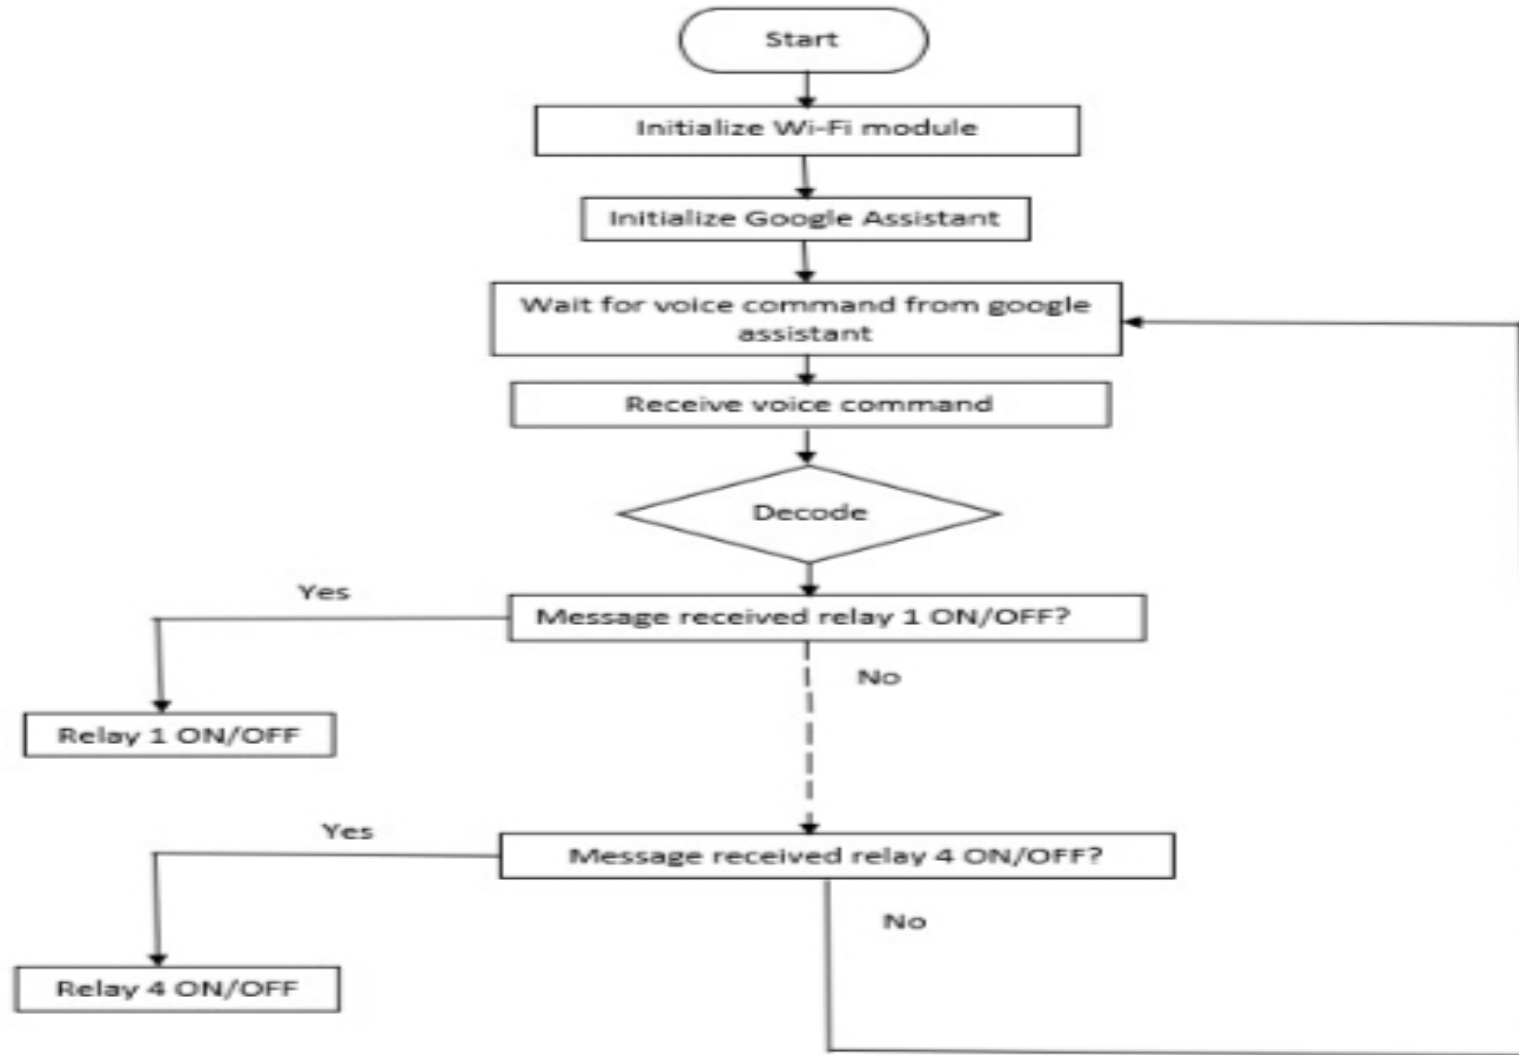 Start
Initialize Wi-Fi module
Initialize Google Assistant
Wait for voice command from google
assistant
Receive voice command
Decode
Yes
Message received relay 1 ON/OFF?
No
Relay 1 ON/OFF
Yes
Message received relay 4 ON/OFF?
No
Relay 4 ON/OFF